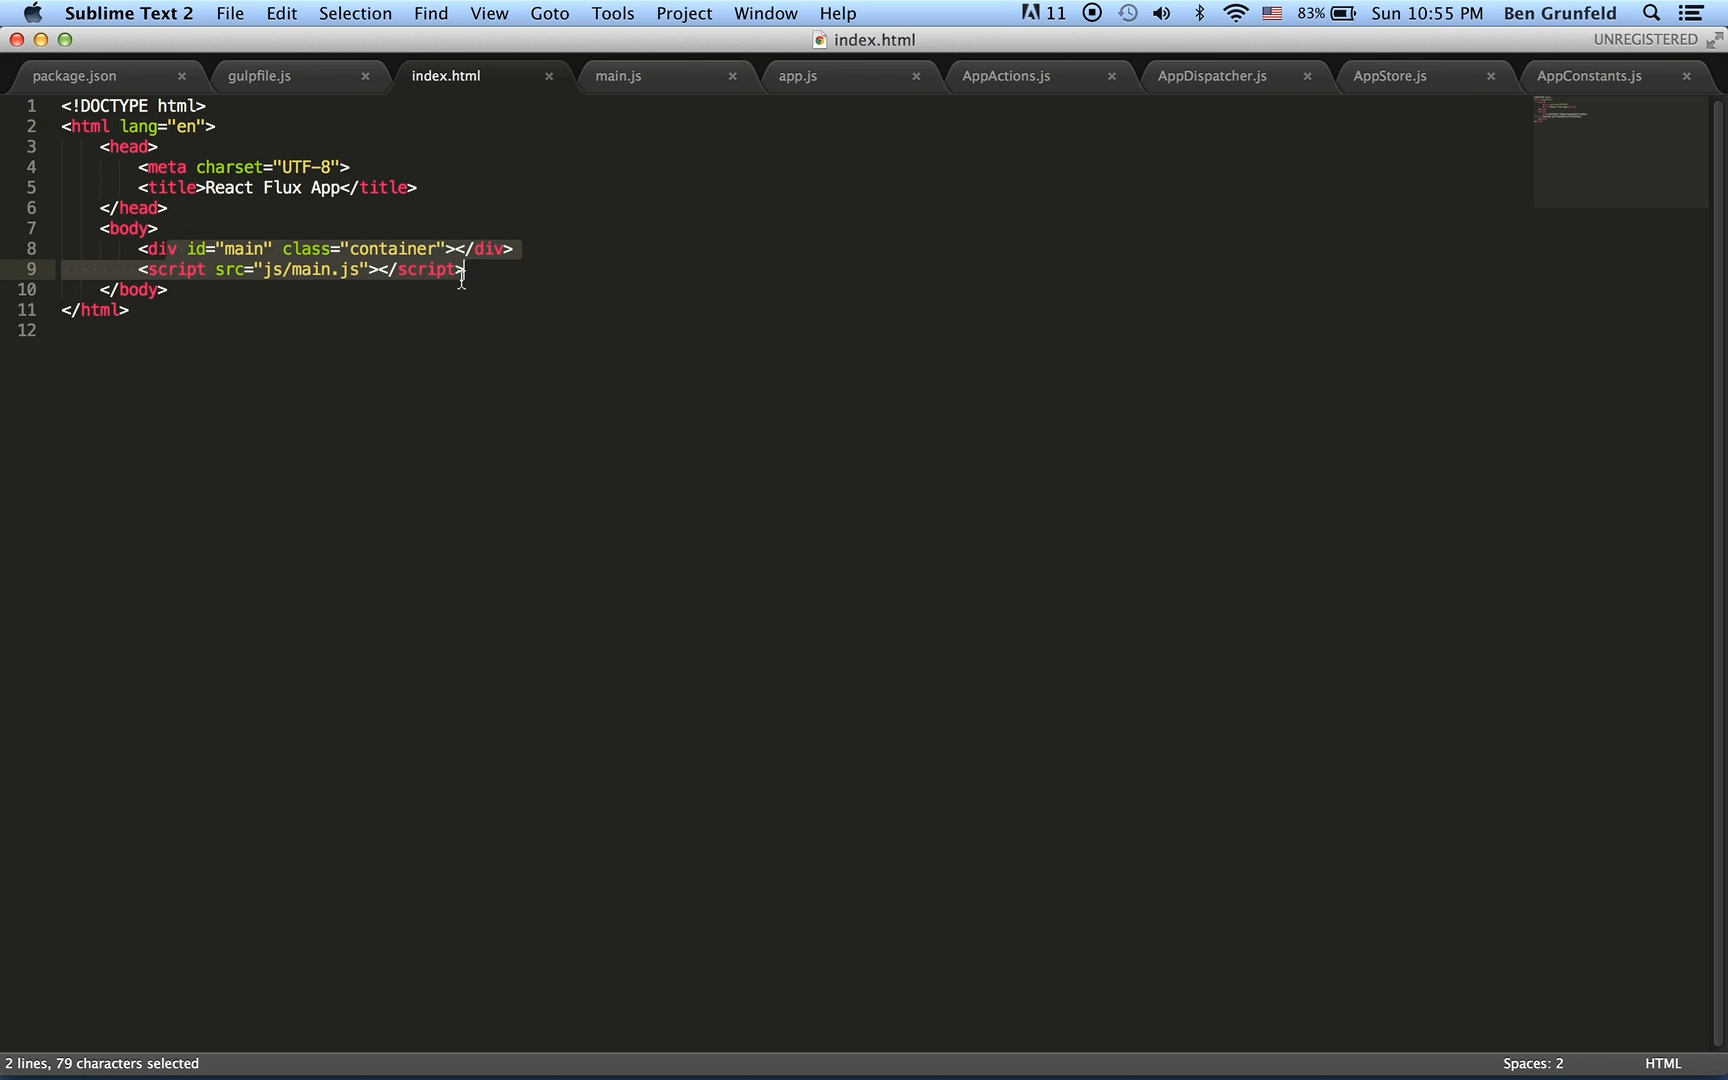 Sublime Text 2 File Edit Selection Find View Goto Tools Project Window Help 11 83% Sun 10:55 PM Ben Grunfeld
index.html UNREGISTERED
package.json gulpfile.js index.html main.js app.js AppActions.js AppDispatcher.js AppStore.js AppConstants.js
1 <!DOCTYPE html>
2 <html lang="en">
3 <head>
4 <meta charset="UTF-8">
5 <title>React Flux App</title>
6 </head>
7 <body>
8 <div id="main" class="container"></div>
9 <script src="js/main.js"></script>
10 </body>
11 </html>
12
2 lines, 79 characters selected Spaces: 2 HTML